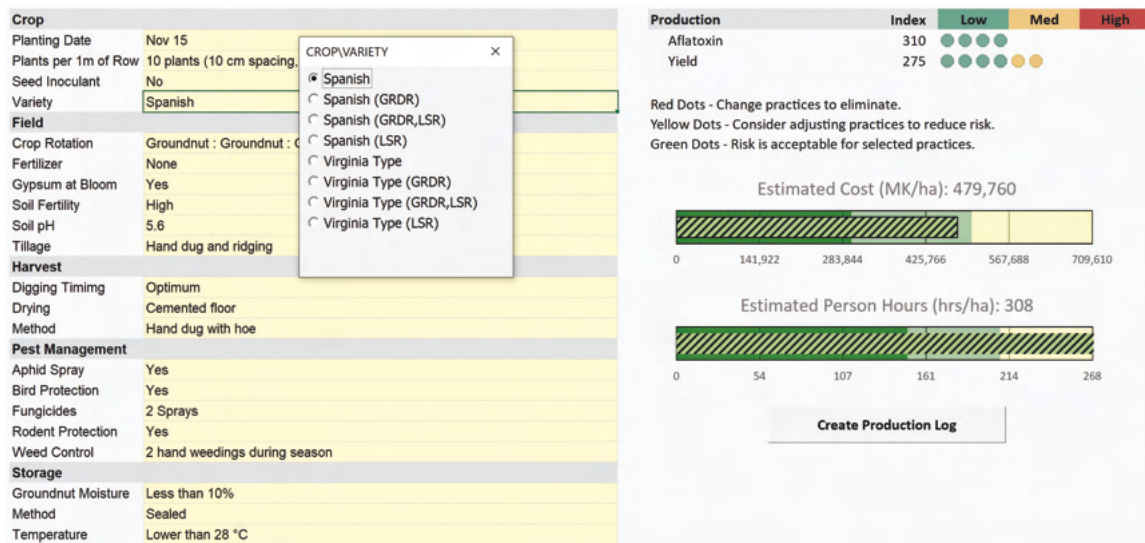 Crop
Planting Date Nov 15
Plants per 1m of Row 10 plants (10 cm spacing,
Seed Inoculant No
Variety Spanish
Field
Crop Rotation Groundnut : Groundnut :
Fertilizer None
Gypsum at Bloom Yes
Soil Fertility High
Soil pH 5.6
Tillage Hand dug and ridging
Harvest
Digging Timimg Optimum
Drying Cemented floor
Method Hand dug with hoe
Pest Management
Aphid Spray Yes
Bird Protection Yes
Fungicides 2 Sprays
Rodent Protection Yes
Weed Control 2 hand weedings during season
Storage
Groundnut Moisture Less than 10%
Method Sealed
Temperature Lower than 28 °C
CROP\VARIETY ×
Spanish
Spanish (GRDR)
Spanish (GRDR,LSR)
Spanish (LSR)
Virginia Type
Virginia Type (GRDR)
Virginia Type (GRDR,LSR)
Virginia Type (LSR)
Production Index Low Med High
Aflatoxin 310
Yield 275
Red Dots - Change practices to eliminate.
Yellow Dots - Consider adjusting practices to reduce risk.
Green Dots - Risk is acceptable for selected practices.
Estimated Cost (MK/ha): 479,760
0 141,922 283,844 425,766 567,688 709,610
Estimated Person Hours (hrs/ha): 308
0 54 107 161 214 268
Create Production Log